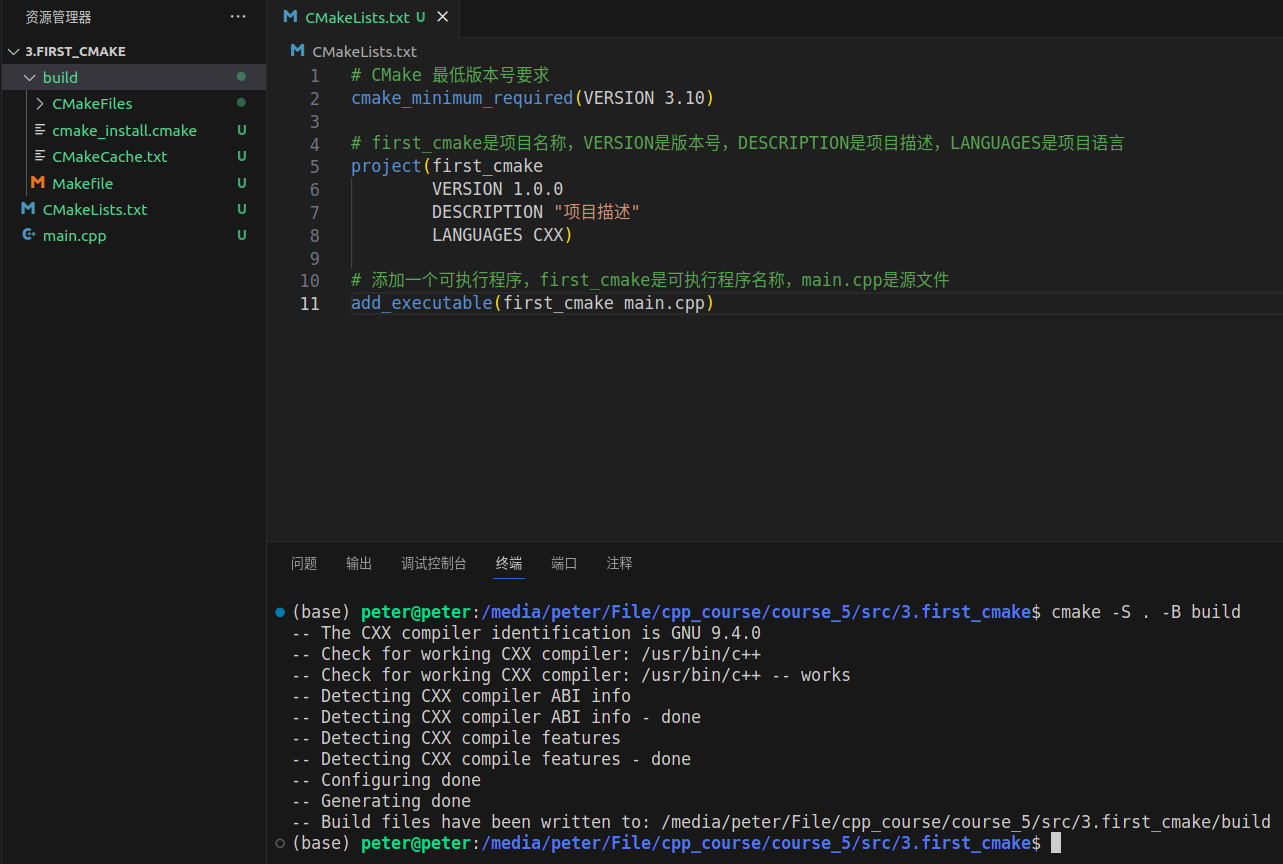 资源管理器 ···
3.FIRST_CMAKE
build
CMakeFiles
cmake_install.cmake U
CMakeCache.txt U
Makefile U
CMakeLists.txt U
main.cpp U
CMakeLists.txt U
CMakeLists.txt
1 # CMake 最低版本号要求
2 cmake_minimum_required(VERSION 3.10)
3
4 # first_cmake是项目名称，VERSION是版本号，DESCRIPTION是项目描述，LANGUAGES是项目语言
5 project(first_cmake
6 VERSION 1.0.0
7 DESCRIPTION "项目描述"
8 LANGUAGES CXX)
9
10 # 添加一个可执行程序，first_cmake是可执行程序名称，main.cpp是源文件
11 add_executable(first_cmake main.cpp)
问题 输出 调试控制台 终端 端口 注释
(base) peter@peter:/media/peter/File/cpp_course/course_5/src/3.first_cmake$ cmake -S . -B build
-- The CXX compiler identification is GNU 9.4.0
-- Check for working CXX compiler: /usr/bin/c++
-- Check for working CXX compiler: /usr/bin/c++ -- works
-- Detecting CXX compiler ABI info
-- Detecting CXX compiler ABI info - done
-- Detecting CXX compile features
-- Detecting CXX compile features - done
-- Configuring done
-- Generating done
-- Build files have been written to: /media/peter/File/cpp_course/course_5/src/3.first_cmake/build
(base) peter@peter:/media/peter/File/cpp_course/course_5/src/3.first_cmake$